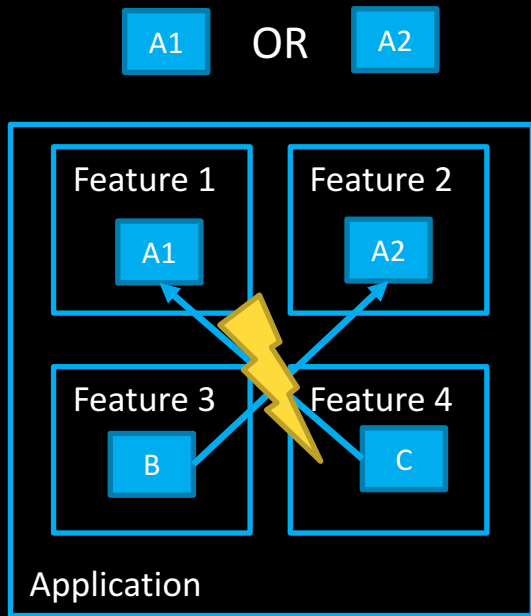 A1 OR A2
Feature 1 Feature 2
A1 A2
Feature 3 Feature 4
B C
Application